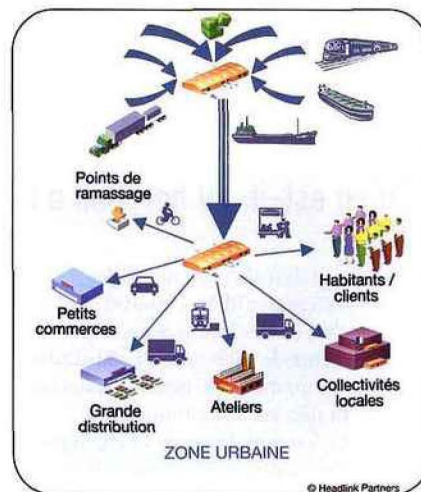 Points de
ramassage
Habitants /
clients
Petits
commerces
Grande
distribution
Ateliers
Collectivités
locales
ZONE URBAINE
© Headlink Partners